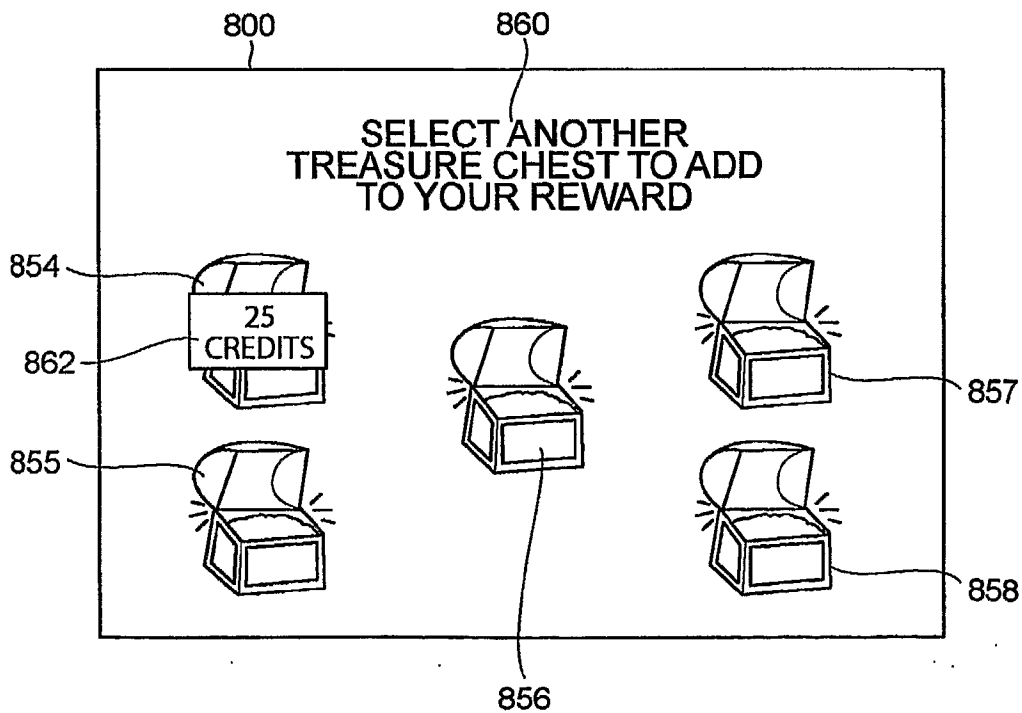 800
860
SELECT ANOTHER
TREASURE CHEST TO ADD
TO YOUR REWARD
854
25
CREDITS
862
857
855
858
856